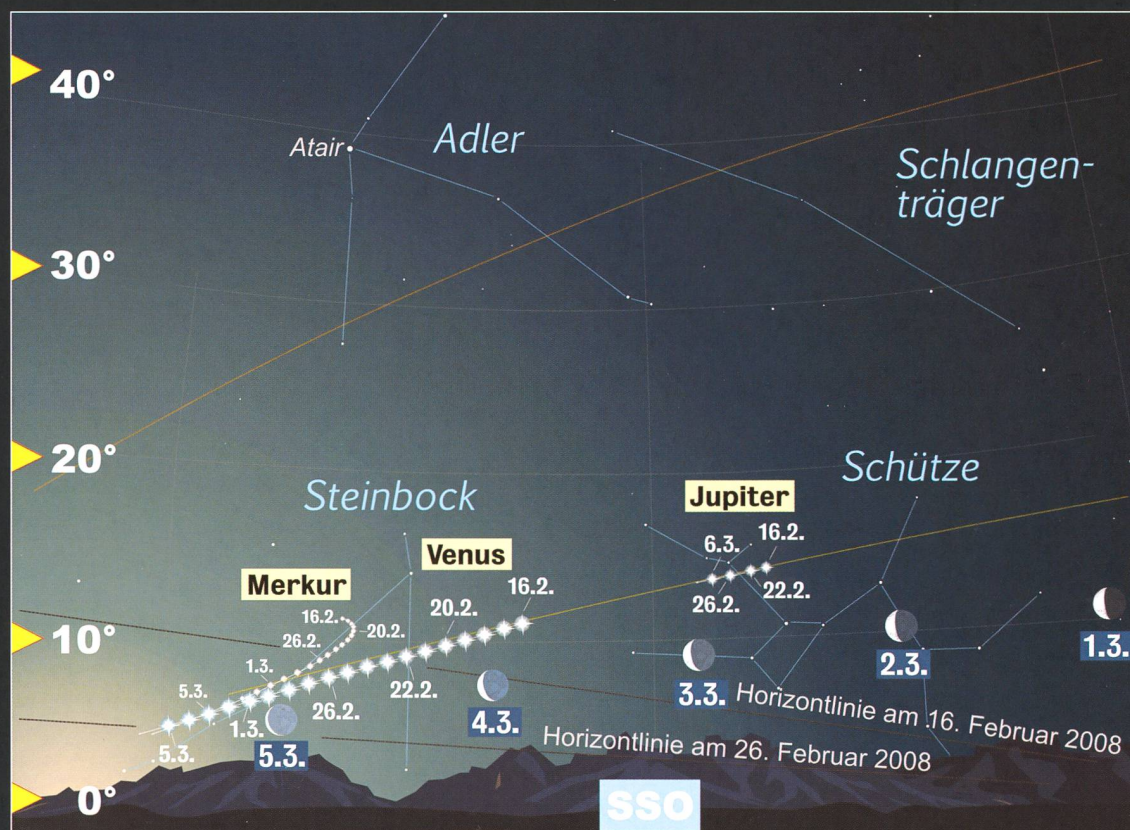 40°
Atair
Adler
Schlangen-
träger
30°
20°
Schütze
Steinbock
Jupiter
6.3.
16.2.
26.2.
22.2.
Venus
16.2.
20.2.
Merkur
16.2.
20.2.
26.2.
10°
1.3.
5.3.
22.2.
26.2.
1.3.
5.3.
1.3.
2.3.
3.3.
4.3.
5.3.
Horizontlinie am 16. Februar 2008
Horizontlinie am 26. Februar 2008
0°
SSO